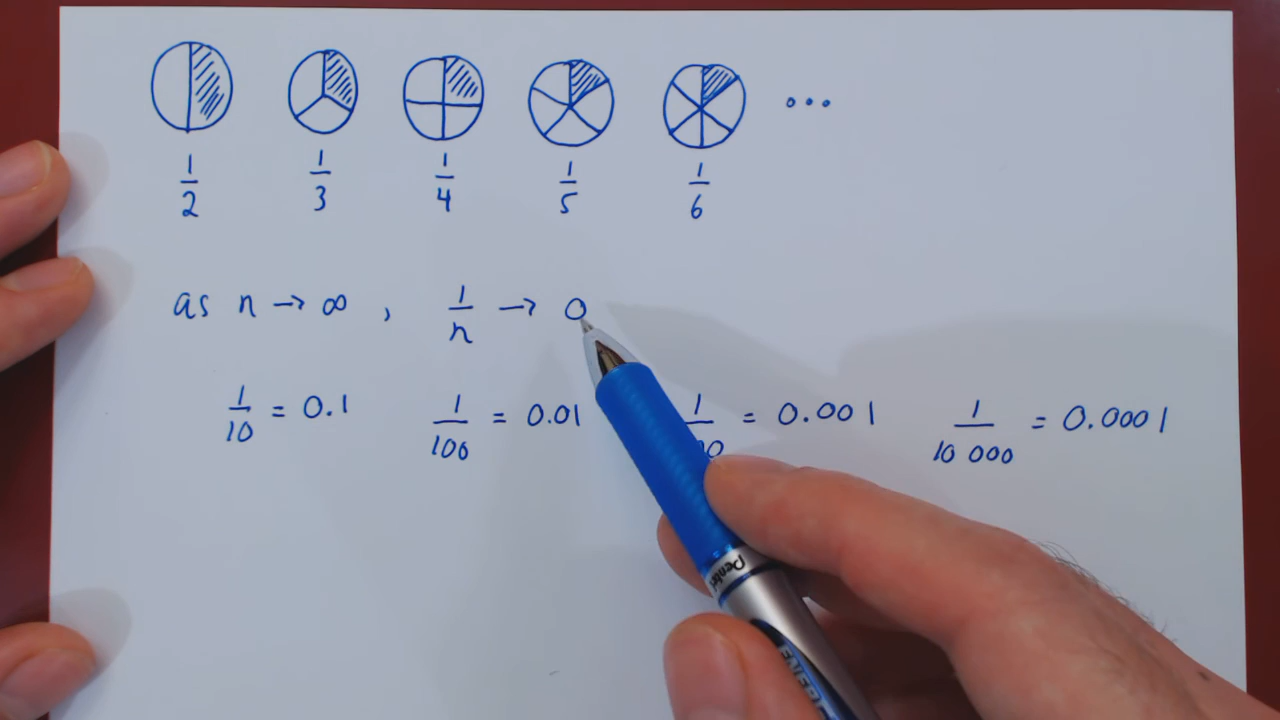 1/2 1/3 1/4 1/5 1/6 ...
as n → ∞ , 1/n → 0
1/10 = 0.1 1/100 = 0.01 = 0.001 1/10 000 = 0.0001
Pentel